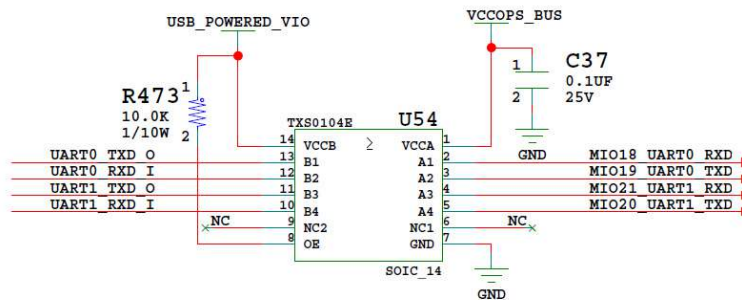 USB_POWERED_VIO
VCCOPS_BUS
R473
1
10.0K
1/10W
2
C37
1
0.1UF
2
25V
GND
TXS0104E
U54
14 VCCB
VCCA 1
UART0_TXD_O 13 B1
A1 2 MIO18_UART0_RXD
UART0_RXD_I 12 B2
A2 3 MIO19_UART0_TXD
UART1_TXD_O 11 B3
A3 4 MIO21_UART1_RXD
UART1_RXD_I 10 B4
A4 5 MIO20_UART1_TXD
NC 9 NC2
NC1 6 NC
8 OE
GND 7
SOIC_14
GND